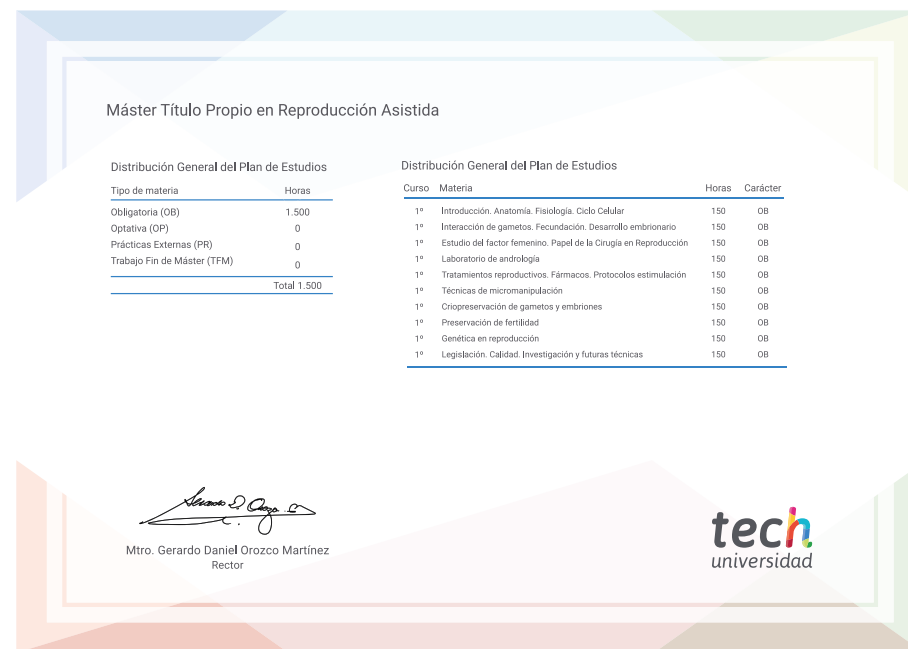 Máster Título Propio en Reproducción Asistida
Distribución General del Plan de Estudios
Tipo de materia Horas
Obligatoria (OB) 1.500
Optativa (OP) 0
Prácticas Externas (PR) 0
Trabajo Fin de Máster (TFM) 0
Total 1.500
Distribución General del Plan de Estudios
Curso Materia Horas Carácter
1º Introducción. Anatomía. Fisiología. Ciclo Celular 150 OB
1º Interacción de gametos. Fecundación. Desarrollo embrionario 150 OB
1º Estudio del factor femenino. Papel de la Cirugía en Reproducción 150 OB
1º Laboratorio de andrología 150 OB
1º Tratamientos reproductivos. Fármacos. Protocolos estimulación 150 OB
1º Técnicas de micromanipulación 150 OB
1º Criopreservación de gametos y embriones 150 OB
1º Preservación de fertilidad 150 OB
1º Genética en reproducción 150 OB
1º Legislación. Calidad. Investigación y futuras técnicas 150 OB
Mtro. Gerardo Daniel Orozco Martínez
Rector
tech
universidad